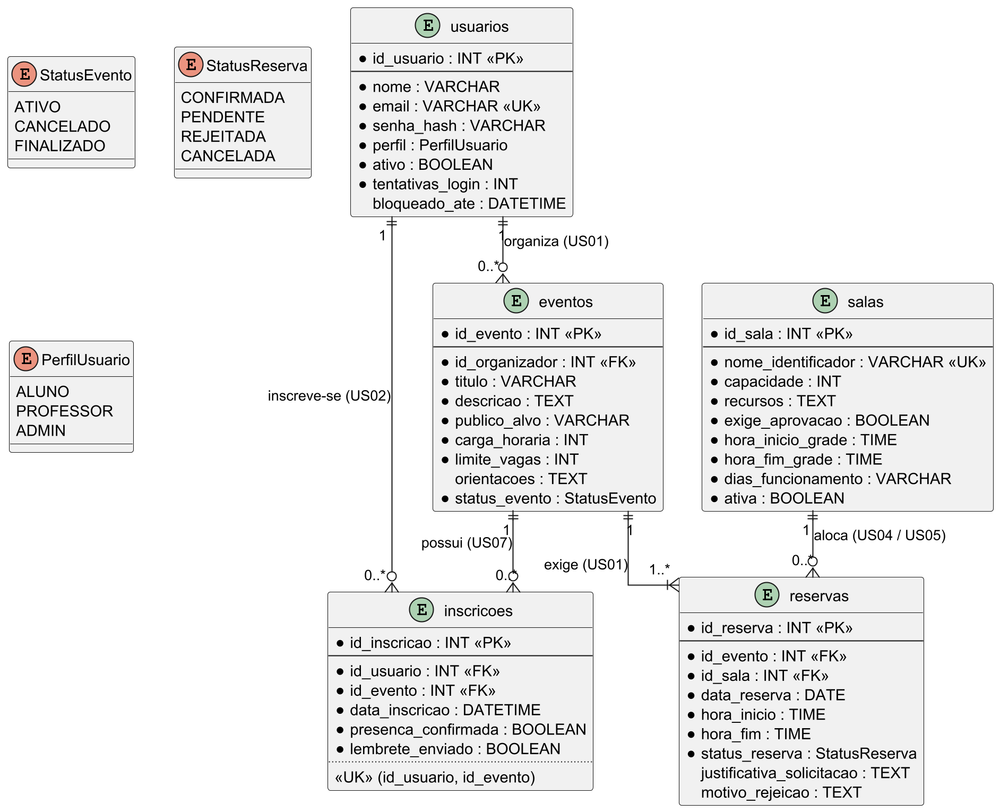 E usuarios
id_usuario : INT «PK»
nome : VARCHAR
email : VARCHAR «UK»
senha_hash : VARCHAR
perfil : PerfilUsuario
ativo : BOOLEAN
tentativas_login : INT
bloqueado_ate : DATETIME
E StatusEvento
ATIVO
CANCELADO
FINALIZADO
E StatusReserva
CONFIRMADA
PENDENTE
REJEITADA
CANCELADA
1
1
organiza (US01)
0..*
E PerfilUsuario
ALUNO
PROFESSOR
ADMIN
inscreve-se (US02)
E eventos
id_evento : INT «PK»
id_organizador : INT «FK»
titulo : VARCHAR
descricao : TEXT
publico_alvo : VARCHAR
carga_horaria : INT
limite_vagas : INT
orientacoes : TEXT
status_evento : StatusEvento
E salas
id_sala : INT «PK»
nome_identificador : VARCHAR «UK»
capacidade : INT
recursos : TEXT
exige_aprovacao : BOOLEAN
hora_inicio_grade : TIME
hora_fim_grade : TIME
dias_funcionamento : VARCHAR
ativa : BOOLEAN
1
possui (US07)
1
exige (US01)
1
aloca (US04 / US05)
0..*
0..*
1..*
0..*
E inscricoes
id_inscricao : INT «PK»
id_usuario : INT «FK»
id_evento : INT «FK»
data_inscricao : DATETIME
presenca_confirmada : BOOLEAN
lembrete_enviado : BOOLEAN
«UK» (id_usuario, id_evento)
E reservas
id_reserva : INT «PK»
id_evento : INT «FK»
id_sala : INT «FK»
data_reserva : DATE
hora_inicio : TIME
hora_fim : TIME
status_reserva : StatusReserva
justificativa_solicitacao : TEXT
motivo_rejeicao : TEXT